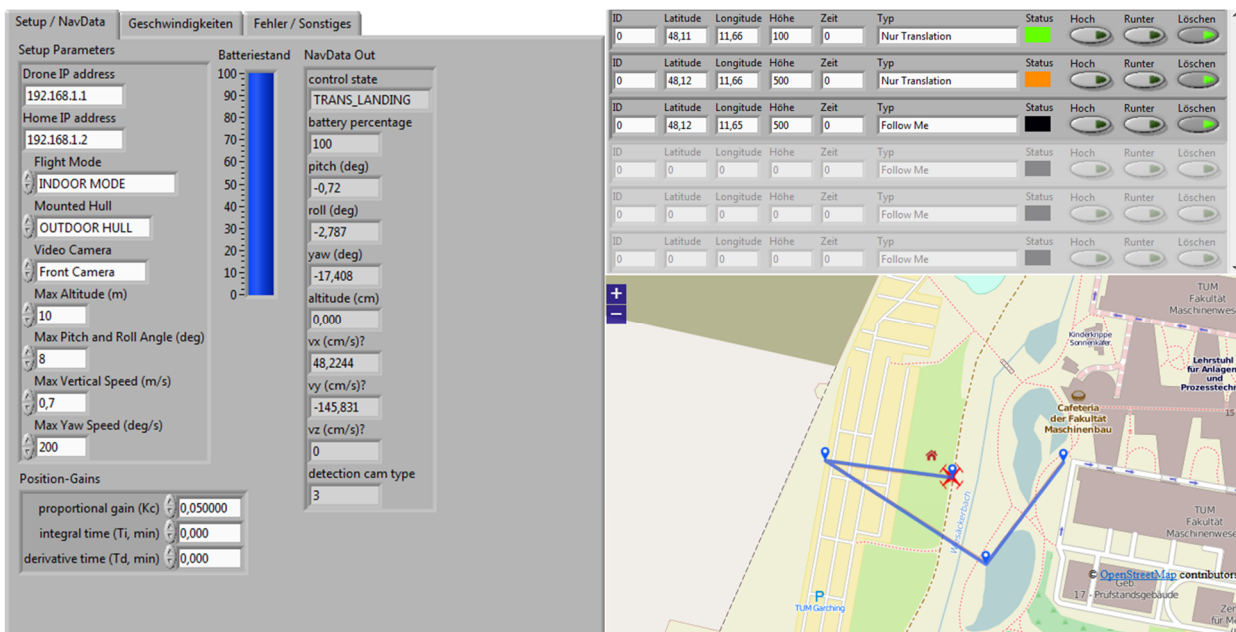 Setup / NavData
Geschwindigkeiten
Fehler / Sonstiges
Setup Parameters
Drone IP address
192.168.1.1
Home IP address
192.168.1.2
Flight Mode
INDOOR MODE
Mounted Hull
OUTDOOR HULL
Video Camera
Front Camera
Max Altitude (m)
10
Max Pitch and Roll Angle (deg)
8
Max Vertical Speed (m/s)
0,7
Max Yaw Speed (deg/s)
200
Position-Gains
proportional gain (Kc) 0,050000
integral time (Ti, min) 0,000
derivative time (Td, min) 0,000
Batteriestand
100
90
80
70
60
50
40
30
20
10
0
NavData Out
control state
TRANS_LANDING
battery percentage
100
pitch (deg)
-0,72
roll (deg)
-2,787
yaw (deg)
-17,408
altitude (cm)
0,000
vx (cm/s)?
48,2244
vy (cm/s)?
-145,831
vz (cm/s)?
0
detection cam type
3
ID Latitude Longitude Höhe Zeit Typ Status Hoch Runter Löschen
0 48,11 11,66 100 0 Nur Translation
ID Latitude Longitude Höhe Zeit Typ Status Hoch Runter Löschen
0 48,12 11,66 500 0 Nur Translation
ID Latitude Longitude Höhe Zeit Typ Status Hoch Runter Löschen
0 48,12 11,65 500 0 Follow Me
ID Latitude Longitude Höhe Zeit Typ Status Hoch Runter Löschen
0 0 0 0 0 Follow Me
ID Latitude Longitude Höhe Zeit Typ Status Hoch Runter Löschen
0 0 0 0 0 Follow Me
ID Latitude Longitude Höhe Zeit Typ Status Hoch Runter Löschen
0 0 0 0 0 Follow Me
+
−
TUM
Fakultät
Maschinenwese
Kinderkrippe
Sonnenkäfer
Lehrstuhl
für Anlagen
und
Prozesstechn
15
Cafeteria
der Fakultät
Maschinenbau
TUM
Fakultät
Maschinenwese
P
TUM Garching
© OpenStreetMap contributors
Geb
17 - Prüfstandsgebäude
Zen
für Me